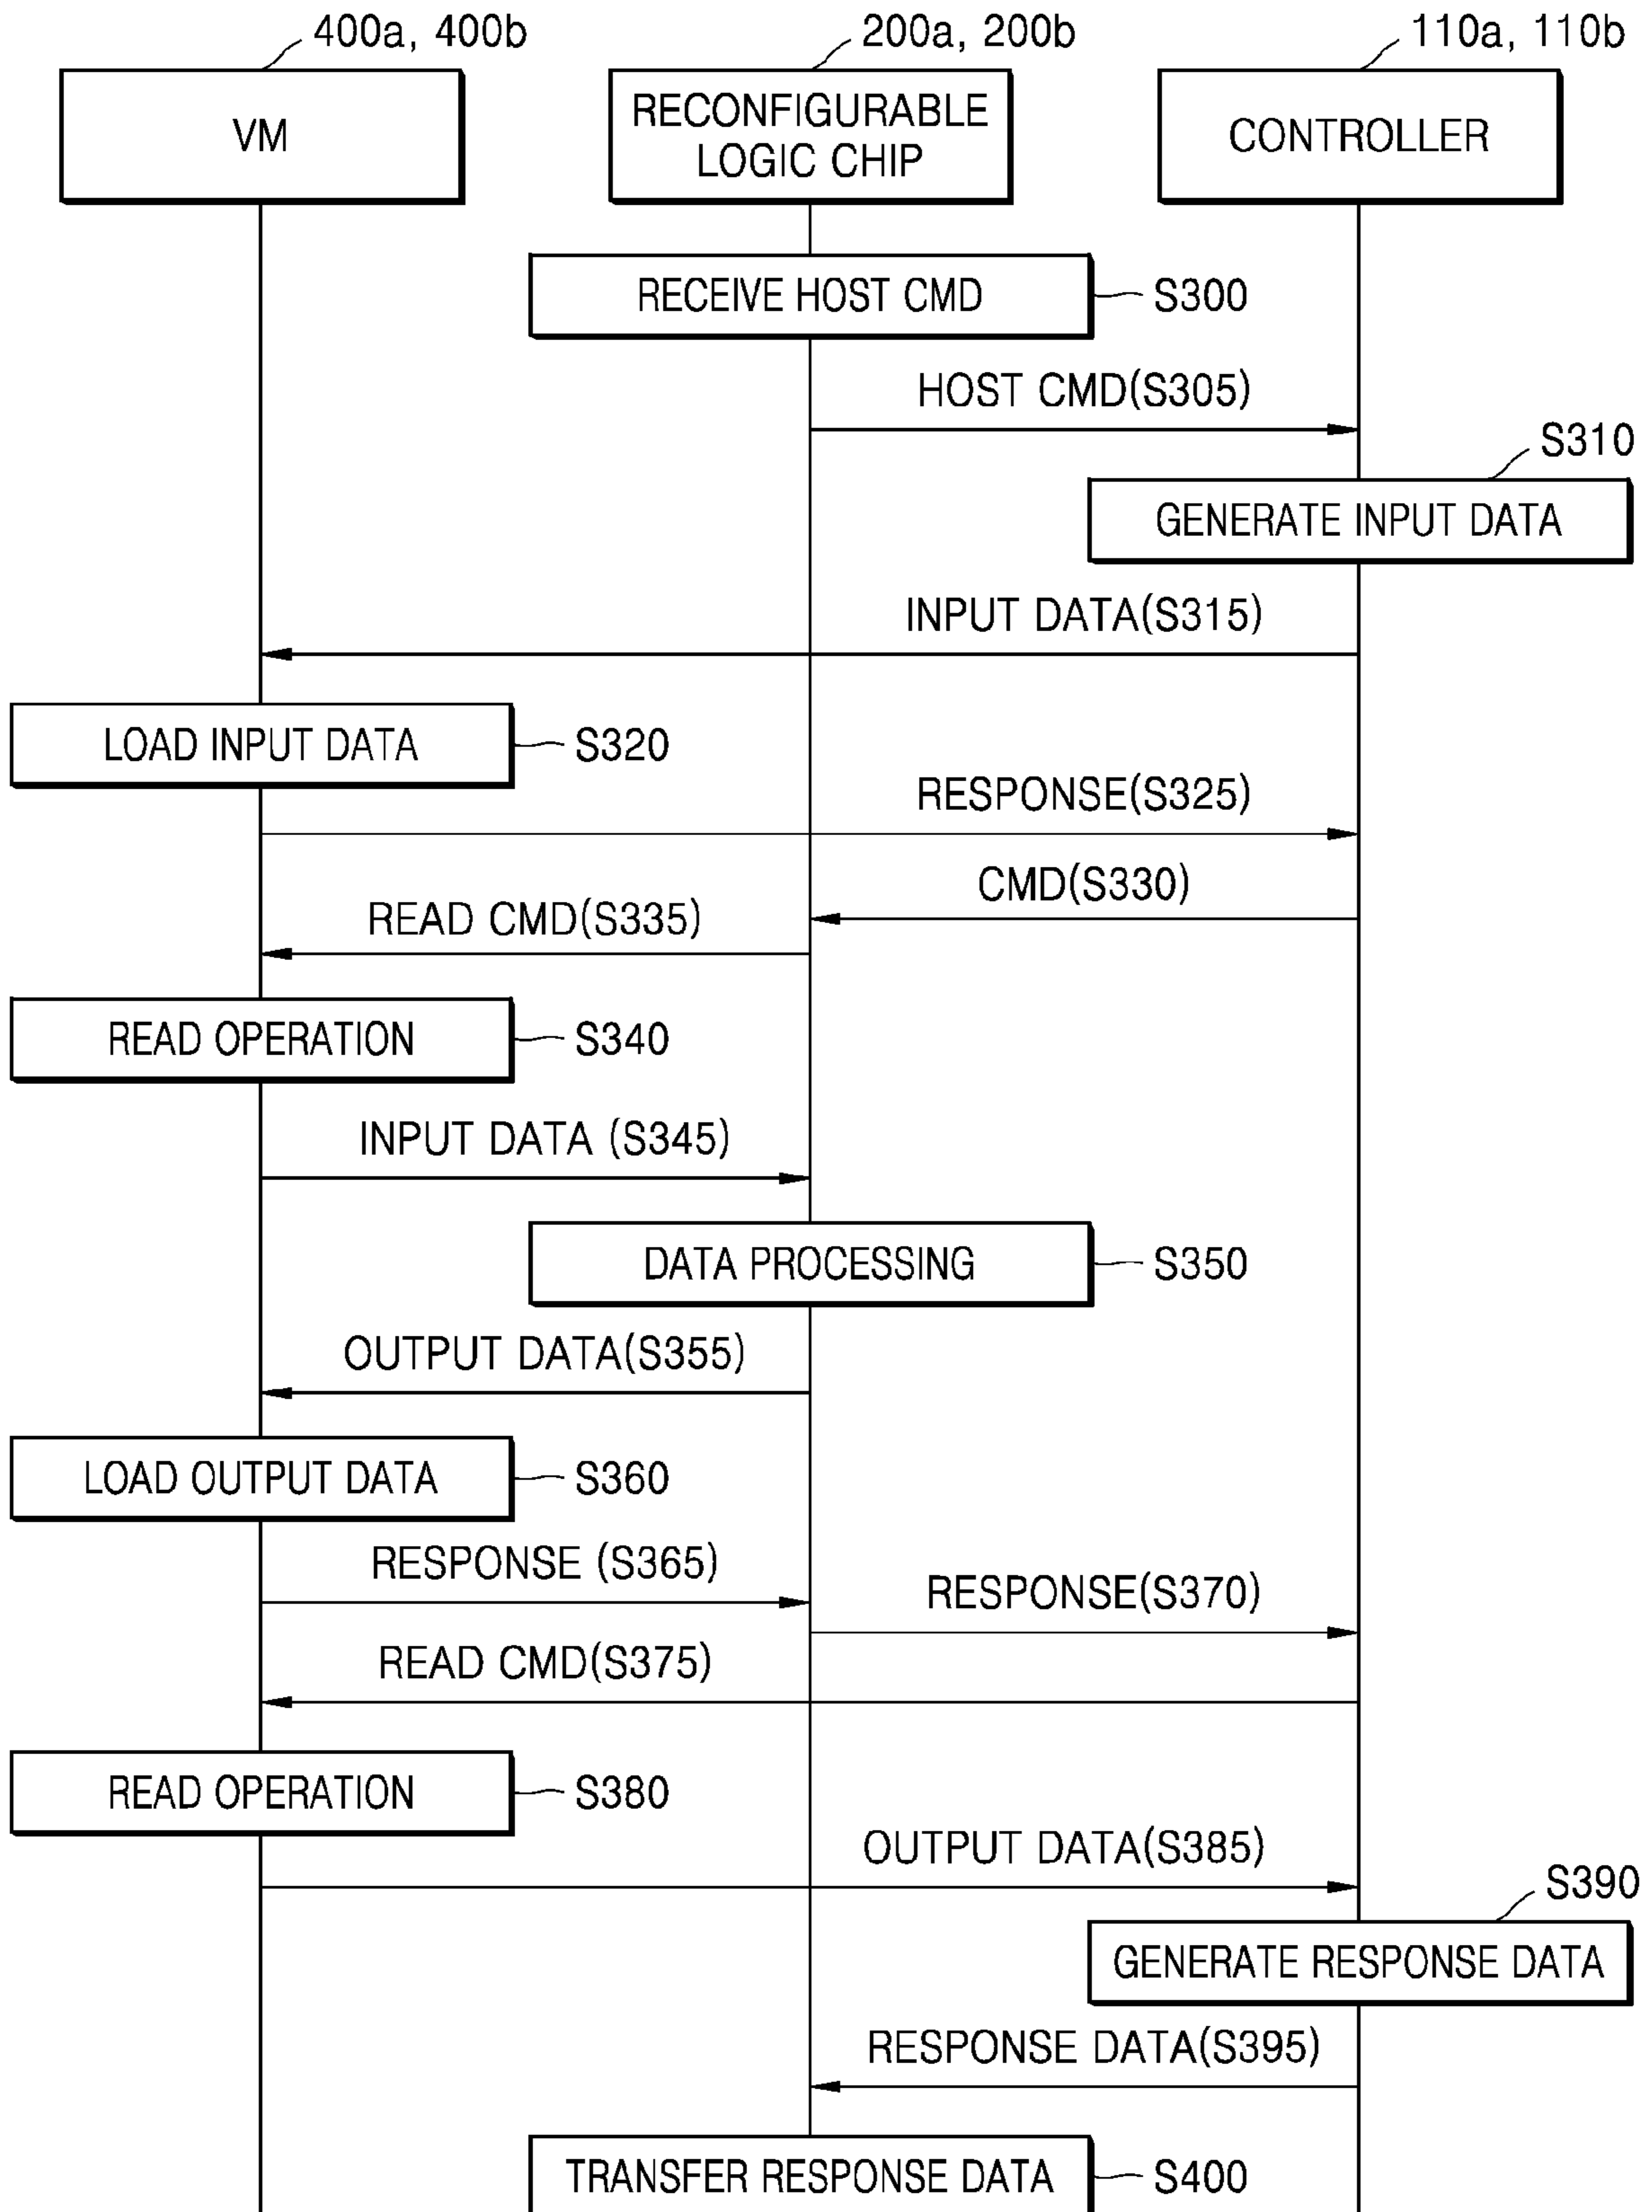 400a, 400b
200a, 200b
110a, 110b
VM
RECONFIGURABLE
LOGIC CHIP
CONTROLLER
RECEIVE HOST CMD
S300
HOST CMD(S305)
S310
GENERATE INPUT DATA
INPUT DATA(S315)
LOAD INPUT DATA
S320
RESPONSE(S325)
CMD(S330)
READ CMD(S335)
READ OPERATION
S340
INPUT DATA (S345)
DATA PROCESSING
S350
OUTPUT DATA(S355)
LOAD OUTPUT DATA
S360
RESPONSE (S365)
RESPONSE(S370)
READ CMD(S375)
READ OPERATION
S380
OUTPUT DATA(S385)
S390
GENERATE RESPONSE DATA
RESPONSE DATA(S395)
TRANSFER RESPONSE DATA
S400